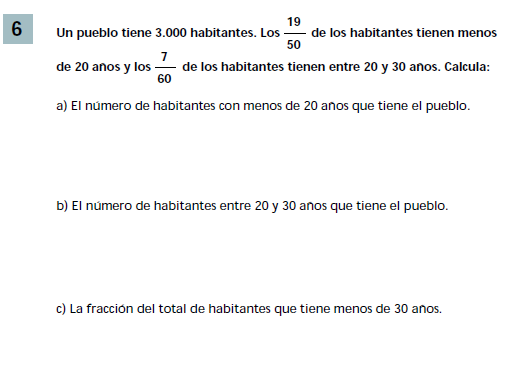 6 Un pueblo tiene 3.000 habitantes. Los 19/50 de los habitantes tienen menos
de 20 años y los 7/60 de los habitantes tienen entre 20 y 30 años. Calcula:
a) El número de habitantes con menos de 20 años que tiene el pueblo.
b) El número de habitantes entre 20 y 30 años que tiene el pueblo.
c) La fracción del total de habitantes que tiene menos de 30 años.